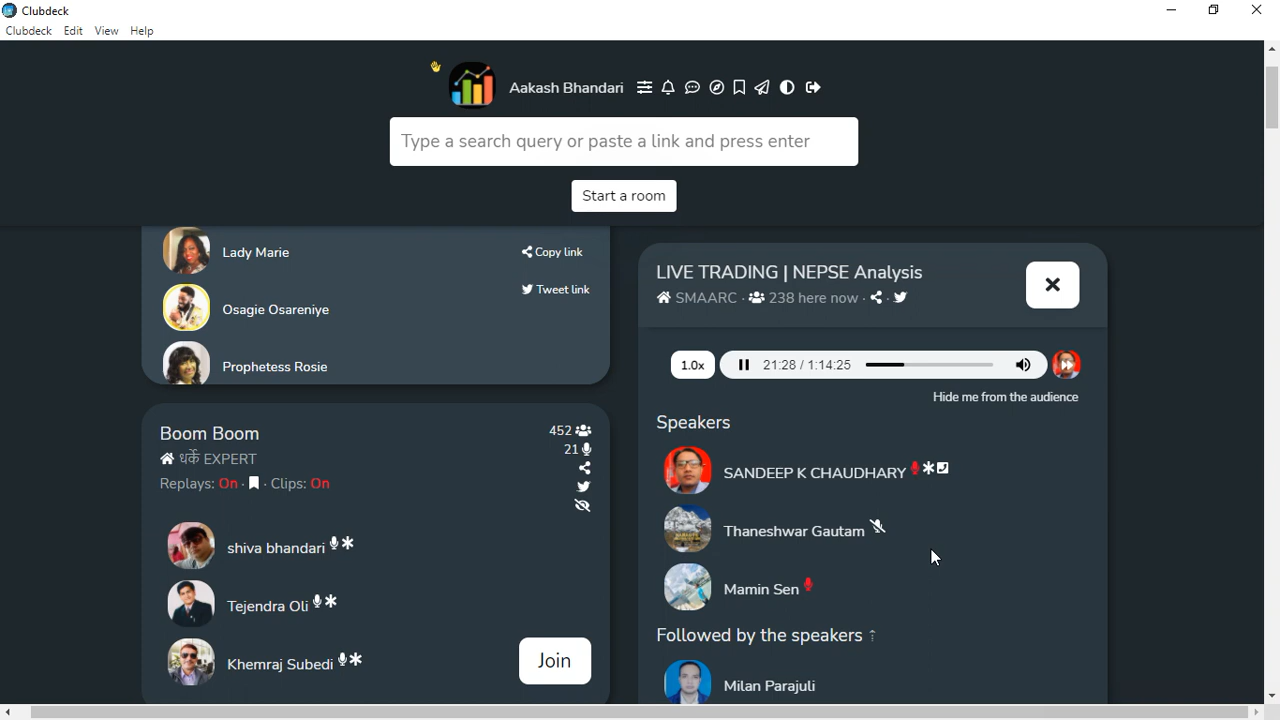 Clubdeck
Clubdeck Edit View Help
Aakash Bhandari
Type a search query or paste a link and press enter
Start a room
Lady Marie
Copy link
Tweet link
Osagie Osareniye
Prophetess Rosie
Boom Boom
452
धर्के EXPERT
21
Replays: On · Clips: On
shiva bhandari
Tejendra Oli
Khemraj Subedi
Join
LIVE TRADING | NEPSE Analysis
SMAARC · 238 here now · ·
1.0x
21:28 / 1:14:25
Hide me from the audience
Speakers
SANDEEP K CHAUDHARY
Thaneshwar Gautam
Mamin Sen
Followed by the speakers ↑
Milan Parajuli